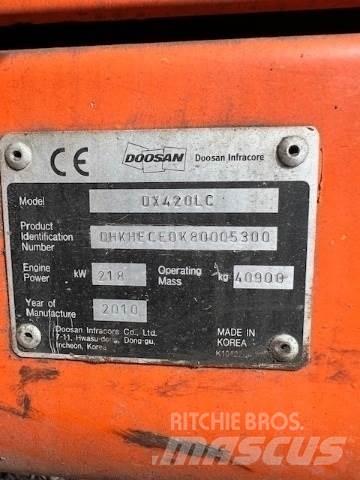 CE DOOSAN Doosan Infracore
Model DX420LC
Product Identification Number DHKHECE0K80005300
Engine Power kW 218 Operating Mass kg 40900
Year of Manufacture 2010
Doosan Infracore Co., Ltd.
7-11, Hwasu-dong, Dong-gu,
Incheon, Korea
MADE IN
KOREA
RITCHIE BROS.
MASCUS